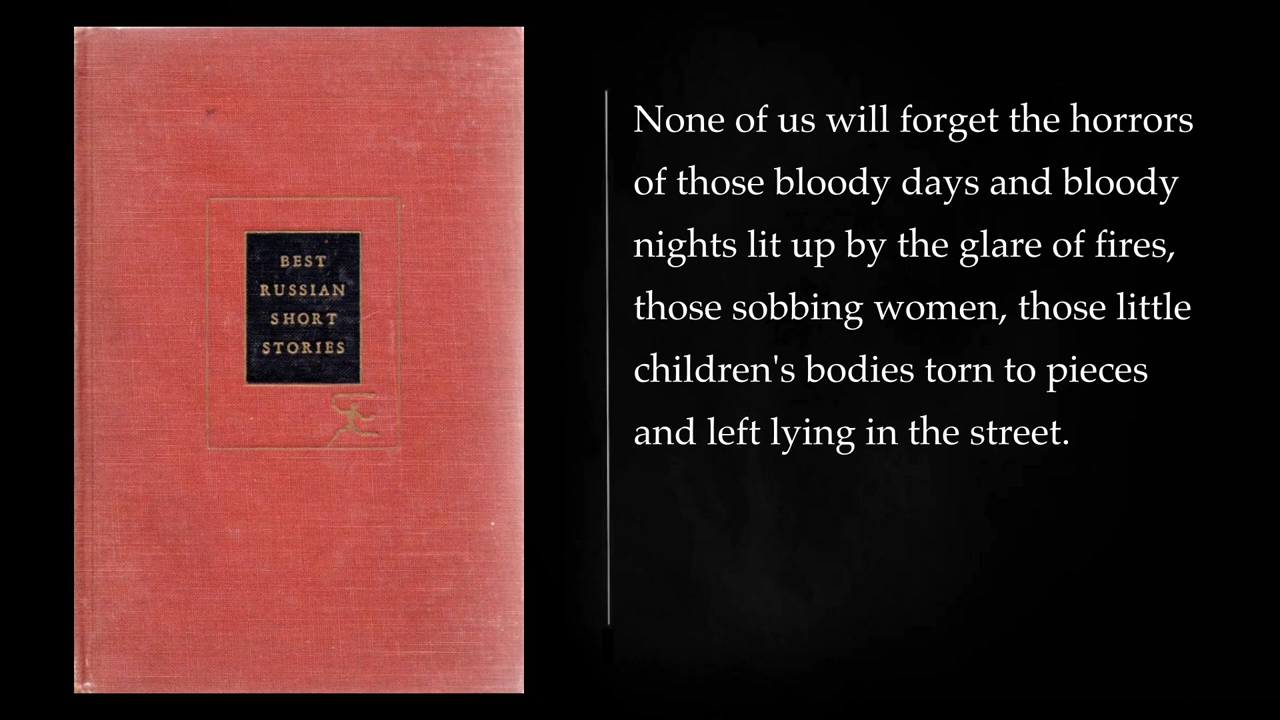 BEST
RUSSIAN
SHORT
STORIES
None of us will forget the horrors
of those bloody days and bloody
nights lit up by the glare of fires,
those sobbing women, those little
children's bodies torn to pieces
and left lying in the street.